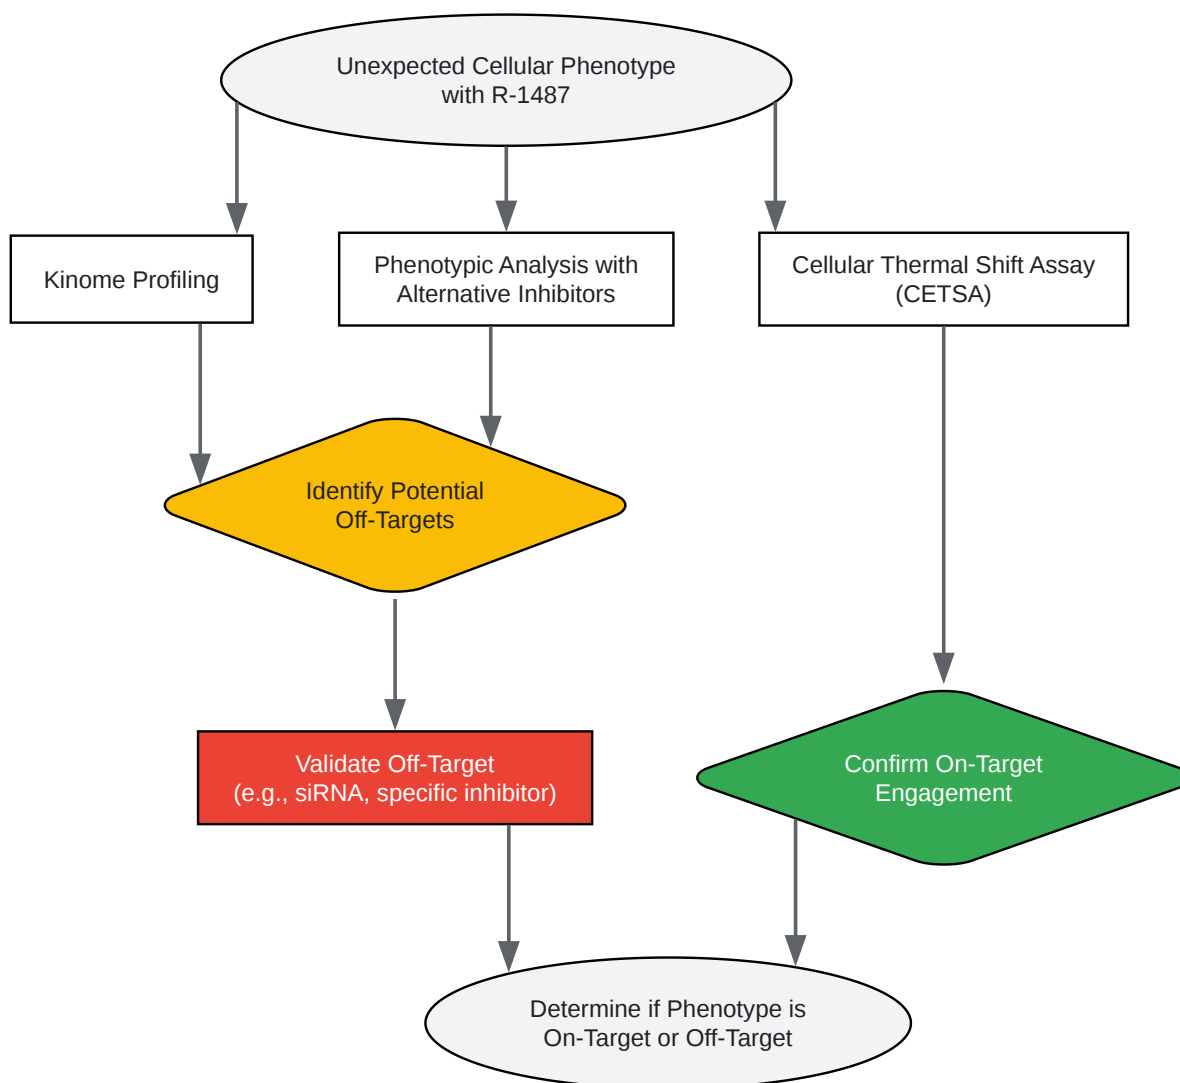 Unexpected Cellular Phenotype
with R-1487
Kinome Profiling
Phenotypic Analysis with
Alternative Inhibitors
Cellular Thermal Shift Assay
(CETSA)
Identify Potential
Off-Targets
Validate Off-Target
(e.g., siRNA, specific inhibitor)
Confirm On-Target
Engagement
Determine if Phenotype is
On-Target or Off-Target